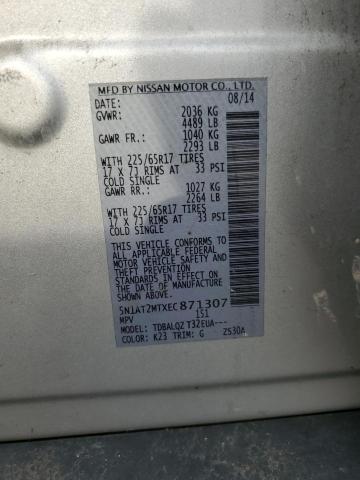 MFD BY NISSAN MOTOR CO., LTD.
DATE: 08/14
GVWR: 2036 KG
4489 LB
GAWR FR.: 1040 KG
2293 LB
WITH 225/65R17 TIRES
17 X 7J RIMS AT 33 PSI
COLD SINGLE
GAWR RR.: 1027 KG
2264 LB
WITH 225/65R17 TIRES
17 X 7J RIMS AT 33 PSI
COLD SINGLE
THIS VEHICLE CONFORMS TO
ALL APPLICABLE FEDERAL
MOTOR VEHICLE SAFETY AND
THEFT PREVENTION
STANDARDS IN EFFECT ON THE
DATE OF MANUFACTURE
SHOWN ABOVE.
5N1AT2MTXEC871307
MPV 151
MODEL: TDBALQZ T32EUA---
COLOR: K23 TRIM: G ZS30A